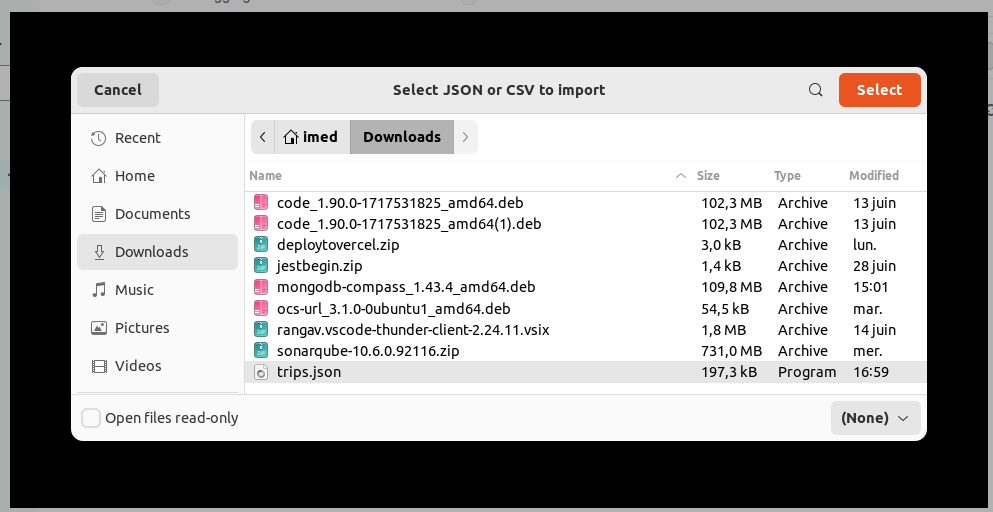 Cancel
Select JSON or CSV to import
Select
Recent
Home
Documents
Downloads
Music
Pictures
Videos
imed
Downloads
Name Size Type Modified
code_1.90.0-1717531825_amd64.deb 102,3 MB Archive 13 juin
code_1.90.0-1717531825_amd64(1).deb 102,3 MB Archive 13 juin
deploytovercel.zip 3,0 kB Archive lun.
jestbegin.zip 1,4 kB Archive 28 juin
mongodb-compass_1.43.4_amd64.deb 109,8 MB Archive 15:01
ocs-url_3.1.0-0ubuntu1_amd64.deb 54,5 kB Archive mar.
rangav.vscode-thunder-client-2.24.11.vsix 1,8 MB Archive 14 juin
sonarqube-10.6.0.92116.zip 731,0 MB Archive mer.
trips.json 197,3 kB Program 16:59
Open files read-only
(None)